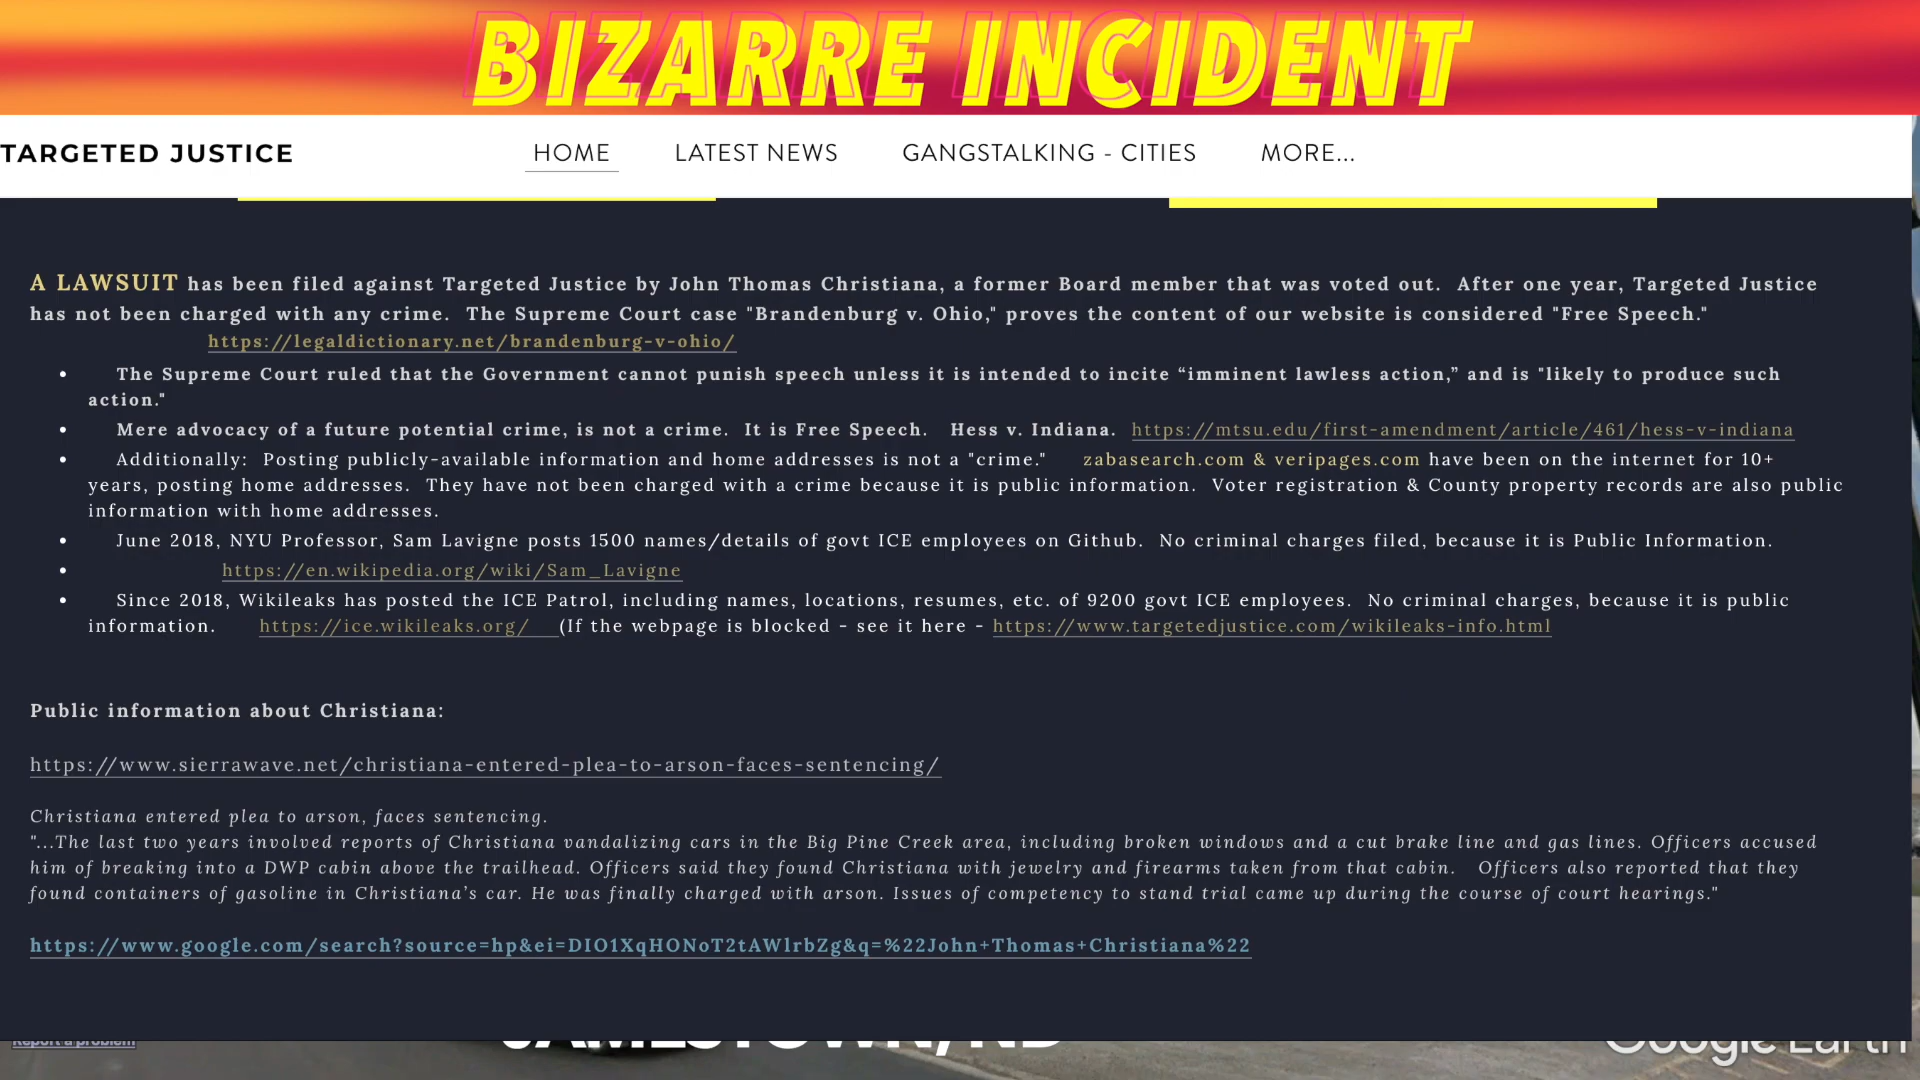 BIZARRE INCIDENT
TARGETED JUSTICE HOME LATEST NEWS GANGSTALKING - CITIES MORE...
A LAWSUIT has been filed against Targeted Justice by John Thomas Christiana, a former Board member that was voted out. After one year, Targeted Justice
has not been charged with any crime. The Supreme Court case "Brandenburg v. Ohio," proves the content of our website is considered "Free Speech."
https://legaldictionary.net/brandenburg-v-ohio/
• The Supreme Court ruled that the Government cannot punish speech unless it is intended to incite “imminent lawless action,” and is "likely to produce such
action."
• Mere advocacy of a future potential crime, is not a crime. It is Free Speech. Hess v. Indiana. https://mtsu.edu/first-amendment/article/461/hess-v-indiana
• Additionally: Posting publicly-available information and home addresses is not a "crime." zabasearch.com & veripages.com have been on the internet for 10+
years, posting home addresses. They have not been charged with a crime because it is public information. Voter registration & County property records are also public
information with home addresses.
• June 2018, NYU Professor, Sam Lavigne posts 1500 names/details of govt ICE employees on Github. No criminal charges filed, because it is Public Information.
• https://en.wikipedia.org/wiki/Sam_Lavigne
• Since 2018, Wikileaks has posted the ICE Patrol, including names, locations, resumes, etc. of 9200 govt ICE employees. No criminal charges, because it is public
information. https://ice.wikileaks.org/ (If the webpage is blocked - see it here - https://www.targetedjustice.com/wikileaks-info.html
Public information about Christiana:
https://www.sierrawave.net/christiana-entered-plea-to-arson-faces-sentencing/
Christiana entered plea to arson, faces sentencing.
"...The last two years involved reports of Christiana vandalizing cars in the Big Pine Creek area, including broken windows and a cut brake line and gas lines. Officers accused
him of breaking into a DWP cabin above the trailhead. Officers said they found Christiana with jewelry and firearms taken from that cabin. Officers also reported that they
found containers of gasoline in Christiana’s car. He was finally charged with arson. Issues of competency to stand trial came up during the course of court hearings."
https://www.google.com/search?source=hp&ei=DIO1XqHONoT2tAWlrbZg&q=%22John+Thomas+Christiana%22
Report a problem JAMESTOWN, ND Google Earth